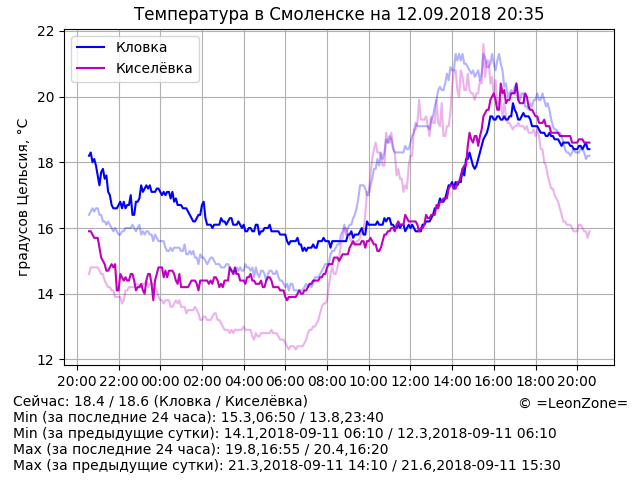 Температура в Смоленске на 12.09.2018 20:35
Кловка
Киселёвка
градусов Цельсия, °C
22
20
18
16
14
12
20:00 22:00 00:00 02:00 04:00 06:00 08:00 10:00 12:00 14:00 16:00 18:00 20:00
Сейчас: 18.4 / 18.6 (Кловка / Киселёвка)
© =LeonZone=
Min (за последние 24 часа): 15.3,06:50 / 13.8,23:40
Min (за предыдущие сутки): 14.1,2018-09-11 06:10 / 12.3,2018-09-11 06:10
Max (за последние 24 часа): 19.8,16:55 / 20.4,16:20
Max (за предыдущие сутки): 21.3,2018-09-11 14:10 / 21.6,2018-09-11 15:30